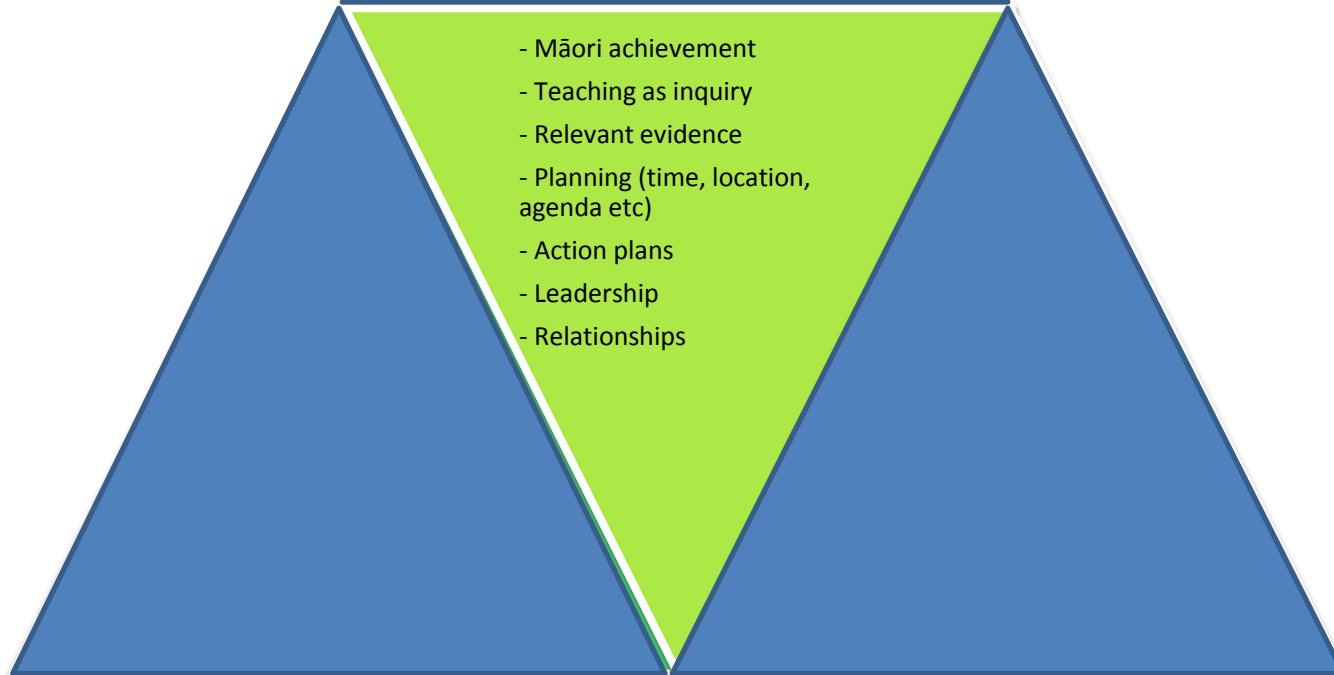 - Māori achievement
- Teaching as inquiry
- Relevant evidence
- Planning (time, location,
agenda etc)
- Action plans
- Leadership
- Relationships